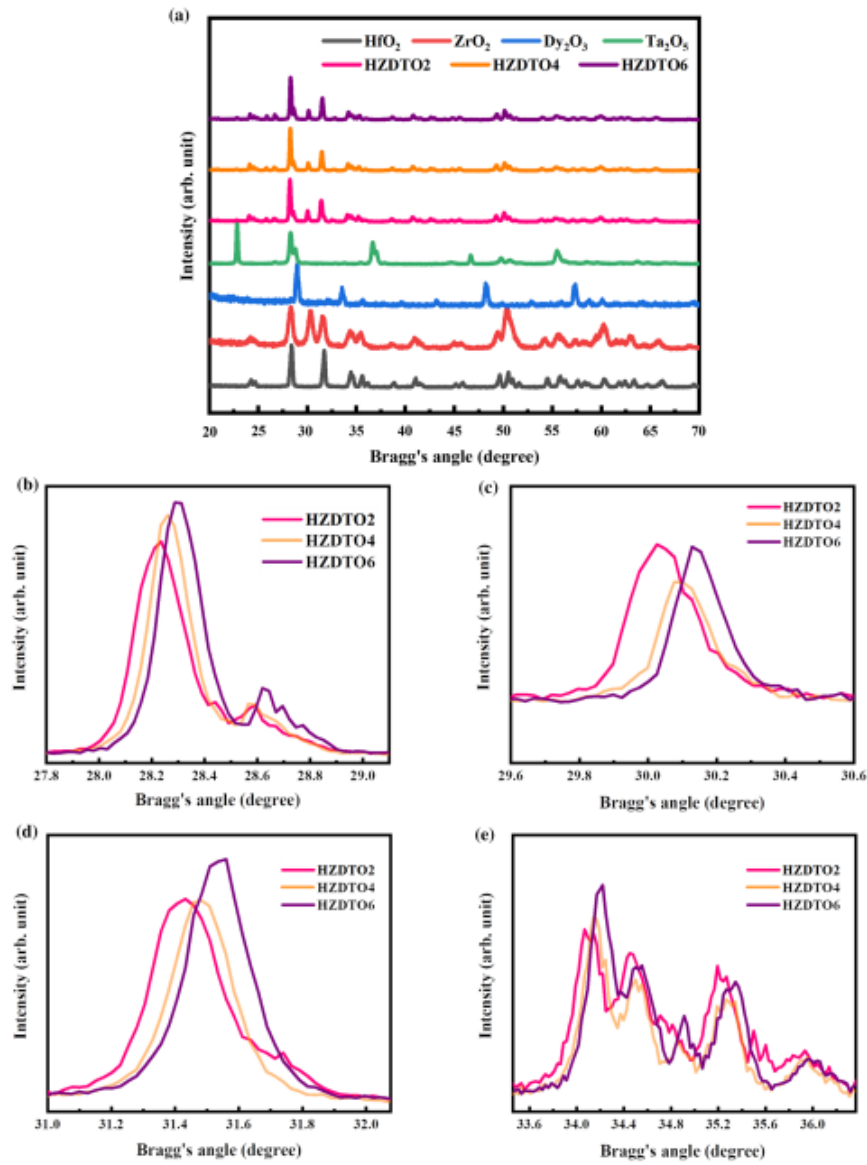 (a)
HfO₂ ZrO₂ Dy₂O₃ Ta₂O₅
HZDTO2 HZDTO4 HZDTO6
Intensity (arb. unit)
20 25 30 35 40 45 50 55 60 65 70
Bragg's angle (degree)
(b)
HZDTO2
HZDTO4
HZDTO6
Intensity (arb. unit)
27.8 28.0 28.2 28.4 28.6 28.8 29.0
Bragg's angle (degree)
(c)
HZDTO2
HZDTO4
HZDTO6
Intensity (arb. unit)
29.6 29.8 30.0 30.2 30.4 30.6
Bragg's angle (degree)
(d)
HZDTO2
HZDTO4
HZDTO6
Intensity (arb. unit)
31.0 31.2 31.4 31.6 31.8 32.0
Bragg's angle (degree)
(e)
HZDTO2
HZDTO4
HZDTO6
Intensity (arb. unit)
33.6 34.0 34.4 34.8 35.2 35.6 36.0
Bragg's angle (degree)